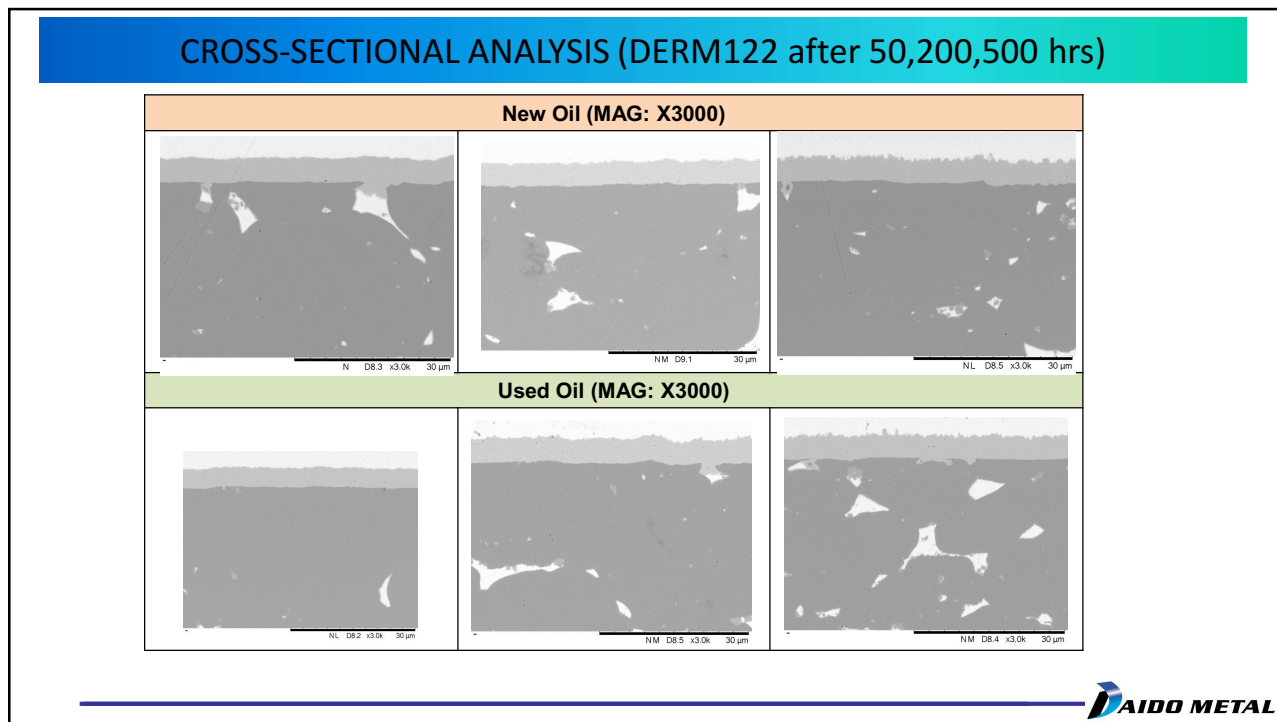 CROSS-SECTIONAL ANALYSIS (DERM122 after 50,200,500 hrs)
New Oil (MAG: X3000)
N D8.3 x3.0k 30 µm
NM D9.1 30 µm
NL D8.5 x3.0k 30 µm
Used Oil (MAG: X3000)
NL D8.2 x3.0k 30 µm
NM D8.5 x3.0k 30 µm
NM D8.4 x3.0k 30 µm
DAIDO METAL